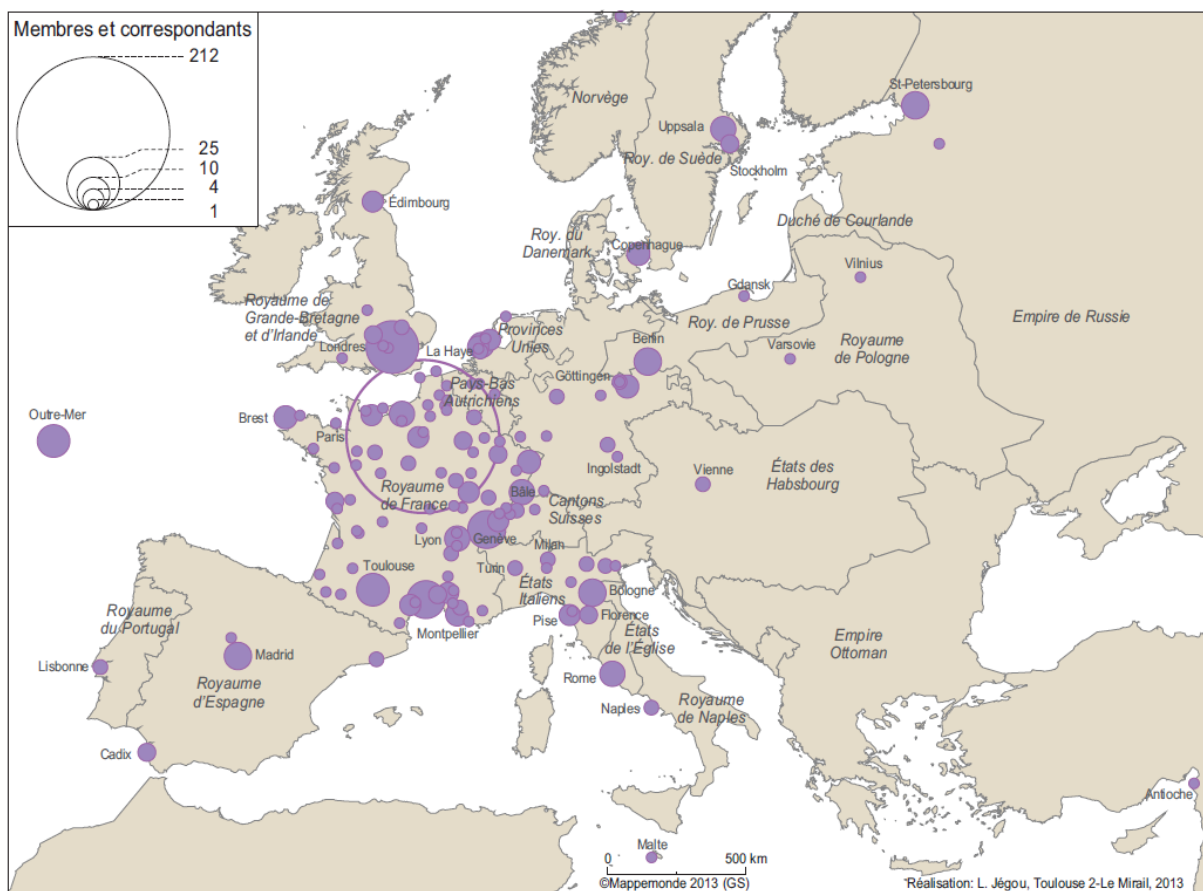 Membres et correspondants
212
25
10
4
1
Norvège
St-Petersbourg
Uppsala
Roy. de Suède
Stockholm
Édimbourg
Duché de Courlande
Roy. du
Danemark
Copenhague
Vilnius
Gdansk
Royaume de
Grande-Bretagne
et d'Irlande
Provinces
Unies
Roy. de Prusse
Empire de Russie
Londres
La Haye
Berlin
Varsovie
Royaume
de Pologne
Göttingen
Pays-Bas
Autrichiens
Outre-Mer
Brest
Paris
Ingolstadt
Vienne
États des
Habsbourg
Royaume
de France
Bâle
Cantons
Suisses
Lyon
Genève
Milan
Toulouse
Turin
États
Italiens
Bologne
Royaume
du Portugal
Montpellier
Pise
Florence
États
de l'Église
Empire
Ottoman
Lisbonne
Madrid
Royaume
d'Espagne
Rome
Naples
Royaume
de Naples
Cadix
Antioche
Malte
0 500 km
©Mappemonde 2013 (GS)
Réalisation: L. Jégou, Toulouse 2-Le Mirail, 2013